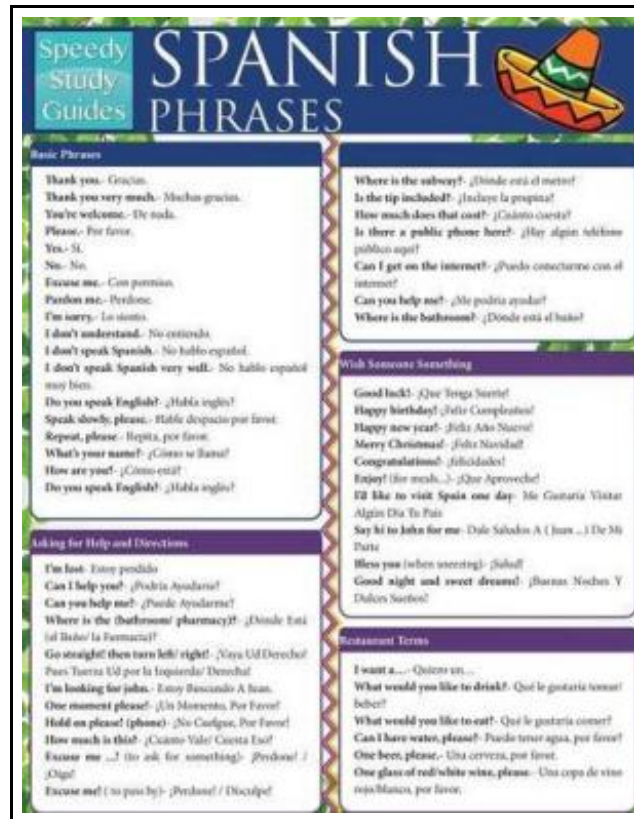 Speedy
Study
Guides
SPANISH
PHRASES
Basic Phrases
Thank you.- Gracias.
Thank you very much.- Muchas gracias.
You're welcome.- De nada.
Please.- Por favor.
Yes.- Sí.
No.- No.
Excuse me.- Con permiso.
Pardon me.- Perdone.
I'm sorry.- Lo siento.
I don't understand.- No entiendo.
I don't speak Spanish.- No hablo español.
I don't speak Spanish very well.- No hablo español
muy bien.
Do you speak English?- ¿Habla inglés?
Speak slowly, please.- Hable despacio por favor.
Repeat, please.- Repita, por favor.
What's your name?- ¿Cómo se llama?
How are you?- ¿Cómo está?
Do you speak English?- ¿Habla inglés?
Asking for Help and Directions
I'm lost- Estoy perdido
Can I help you?- ¿Podría Ayudarse?
Can you help me?- ¿Puede Ayudarme?
Where is the (bathroom/ pharmacy)?- ¿Dónde Está
(el Baño/ la Farmacia)?
Go straight! then turn left/ right!- ¡Vaya Ud Derecho!
Pues Tuerza Ud por la Izquierda/ Derecha!
I'm looking for john.- Estoy Buscando A Juan.
One moment please!- ¡Un Momento, Por Favor!
Hold on please! (phone)- ¡No Cuelgue, Por Favor!
How much is this?- ¿Cuánto Vale/ Cuesta Eso?
Excuse me ...! (to ask for something)- ¡Perdone! /
¡Oiga!
Excuse me! ( to pass by)- ¡Perdone! / Disculpe!
Where is the subway?- ¿Dónde está el metro?
Is the tip included?- ¿Incluye la propina?
How much does that cost?- ¿Cuánto cuesta?
Is there a public phone here?- ¿Hay algún teléfono
público aquí?
Can I get on the internet?- ¿Puedo conectarme con el
internet?
Can you help me?- ¿Me podría ayudar?
Where is the bathroom?- ¿Dónde está el baño?
Wish Someone Something
Good luck!- ¡Que Tenga Suerte!
Happy birthday! ¡Feliz Cumpleaños!
Happy new year!- ¡Feliz Año Nuevo!
Merry Christmas!- ¡Feliz Navidad!
Congratulations!- ¡felicidades!
Enjoy! (for meals...)- ¡Que Aproveche!
I'd like to visit Spain one day- Me Gustaría Visitar
Algún Día Tu País
Say hi to John for me- Dale Saludos A ( Juan ...) De Mi
Parte
Bless you (when sneezing)- ¡Salud!
Good night and sweet dreams!- ¡Buenas Noches Y
Dulces Sueños!
Restaurant Terms
I want a....- Quiero un...
What would you like to drink?- Qué le gustaría tomar/
beber?
What would you like to eat?- Qué le gustaría comer?
Can I have water, please?- Puedo tener agua, por favor?
One beer, please.- Una cerveza, por favor.
One glass of red/white wine, please.- Una copa de vino
rojo/blanco, por favor.